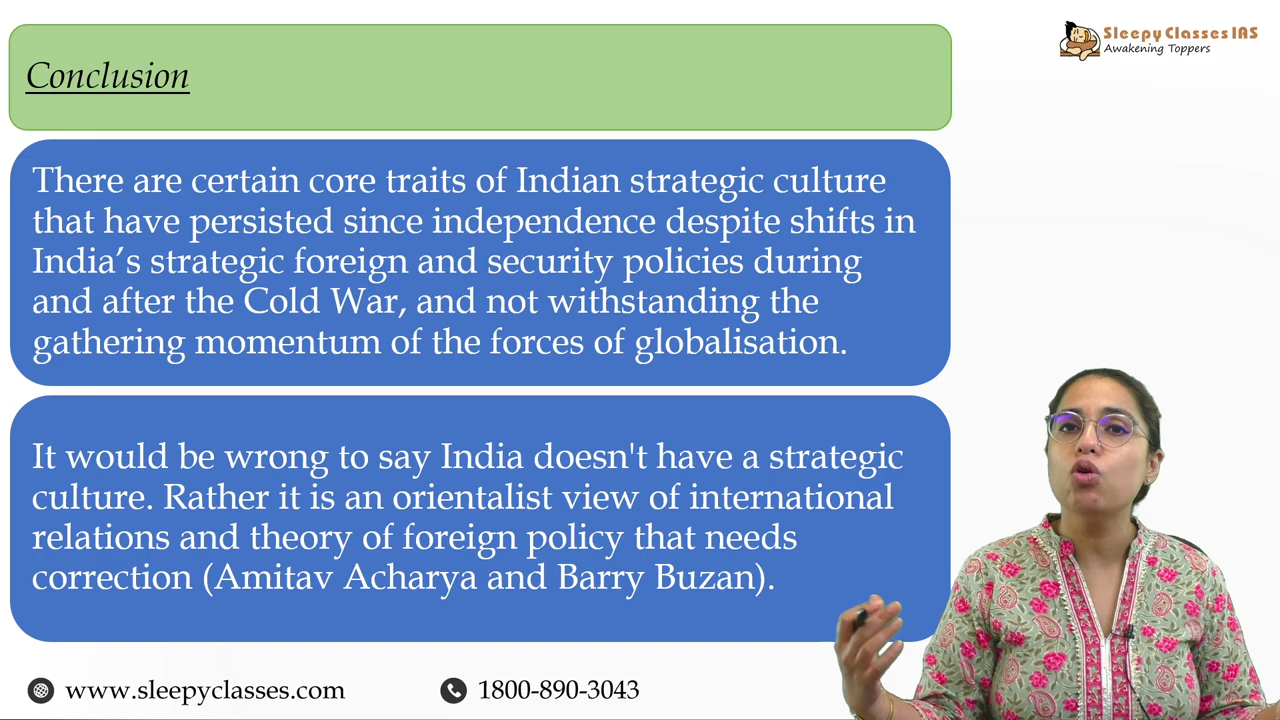 Sleepy Classes IAS
Awakening Toppers
Conclusion
There are certain core traits of Indian strategic culture
that have persisted since independence despite shifts in
India’s strategic foreign and security policies during
and after the Cold War, and not withstanding the
gathering momentum of the forces of globalisation.
It would be wrong to say India doesn't have a strategic
culture. Rather it is an orientalist view of international
relations and theory of foreign policy that needs
correction (Amitav Acharya and Barry Buzan).
www.sleepyclasses.com
1800-890-3043